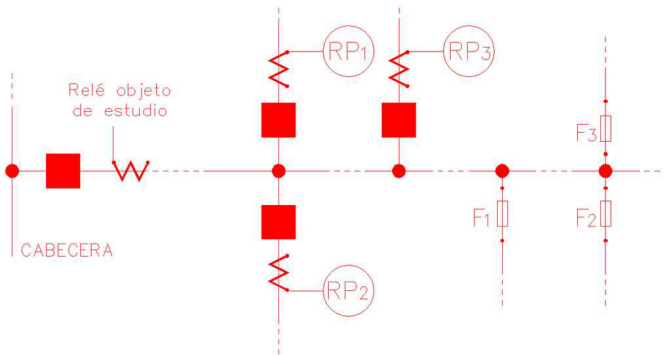 RP1
RP3
Relé objeto
de estudio
F3
F1
F2
CABECERA
RP2